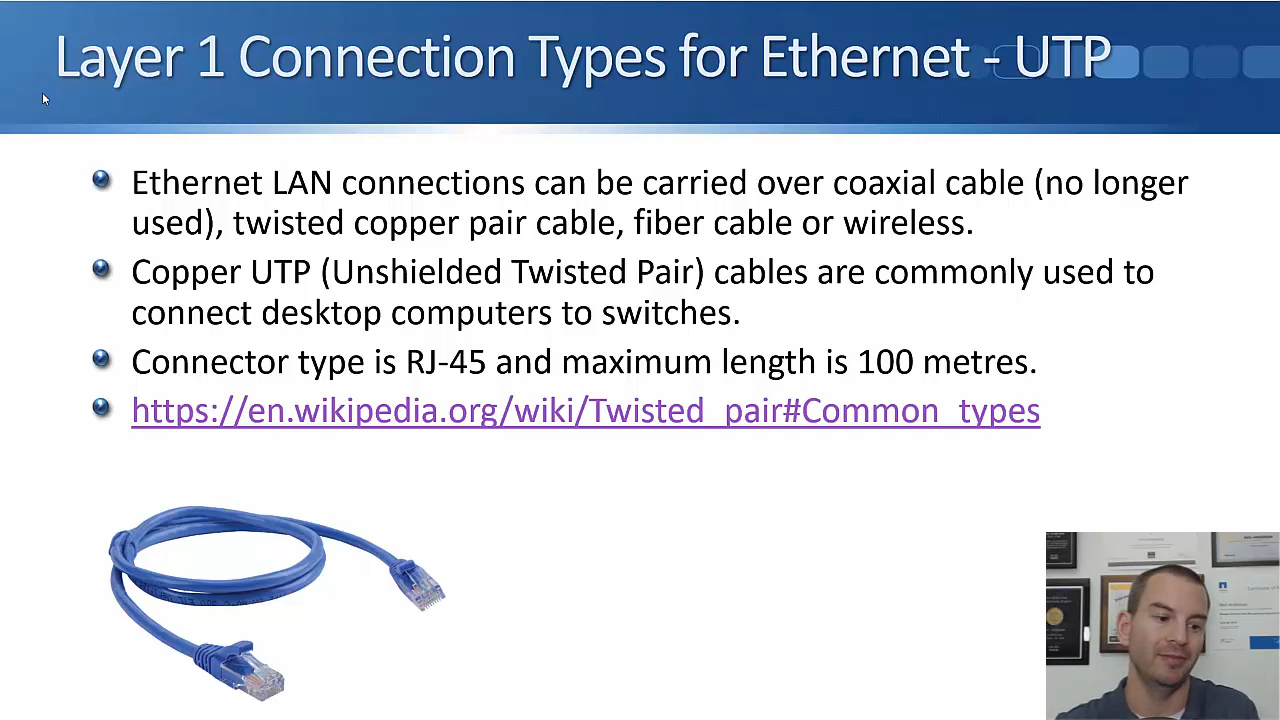 Layer 1 Connection Types for Ethernet - UTP
Ethernet LAN connections can be carried over coaxial cable (no longer
used), twisted copper pair cable, fiber cable or wireless.
Copper UTP (Unshielded Twisted Pair) cables are commonly used to
connect desktop computers to switches.
Connector type is RJ-45 and maximum length is 100 metres.
https://en.wikipedia.org/wiki/Twisted_pair#Common_types